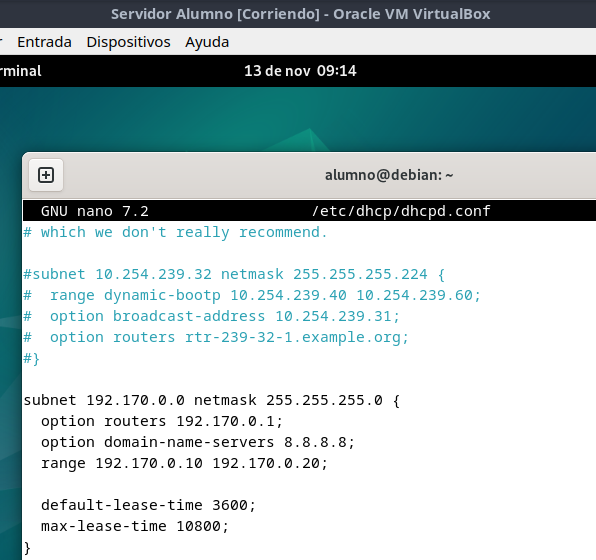 Servidor Alumno [Corriendo] - Oracle VM VirtualBox
Entrada Dispositivos Ayuda
rminal 13 de nov 09:14
alumno@debian: ~
GNU nano 7.2 /etc/dhcp/dhcpd.conf
# which we don't really recommend.
#subnet 10.254.239.32 netmask 255.255.255.224 {
#  range dynamic-bootp 10.254.239.40 10.254.239.60;
#  option broadcast-address 10.254.239.31;
#  option routers rtr-239-32-1.example.org;
#}
subnet 192.170.0.0 netmask 255.255.255.0 {
  option routers 192.170.0.1;
  option domain-name-servers 8.8.8.8;
  range 192.170.0.10 192.170.0.20;
  default-lease-time 3600;
  max-lease-time 10800;
}